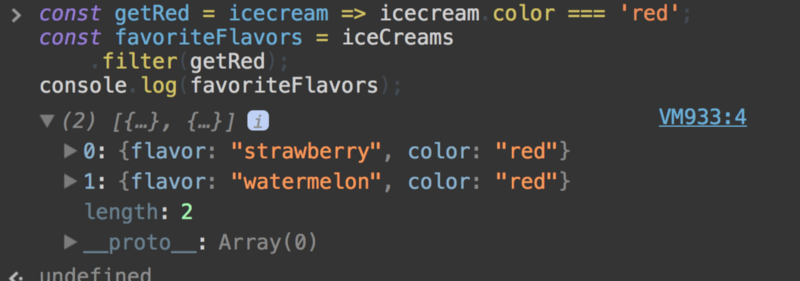 > const getRed = icecream => icecream.color === 'red';
const favoriteFlavors = iceCreams
.filter(getRed);
console.log(favoriteFlavors);
▼(2) [{…}, {…}] i VM933:4
▶0: {flavor: "strawberry", color: "red"}
▶1: {flavor: "watermelon", color: "red"}
length: 2
▶__proto__: Array(0)
undefined